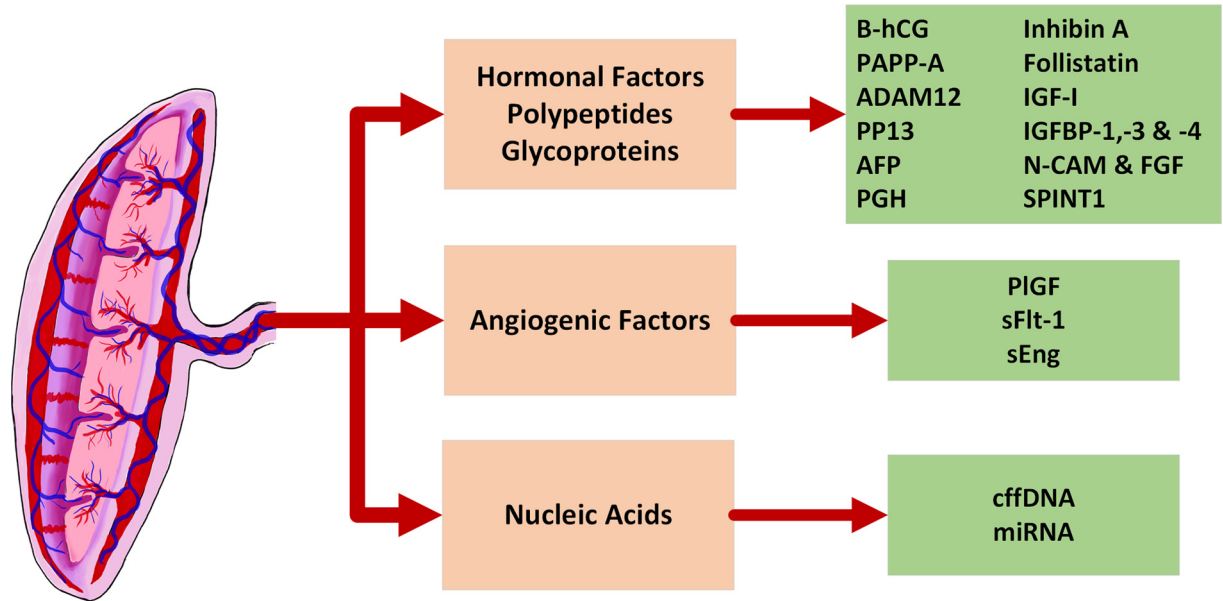 Hormonal Factors
Polypeptides
Glycoproteins
B-hCG Inhibin A
PAPP-A Follistatin
ADAM12 IGF-I
PP13 IGFBP-1,-3 & -4
AFP N-CAM & FGF
PGH SPINT1
Angiogenic Factors
PlGF
sFlt-1
sEng
Nucleic Acids
cffDNA
miRNA